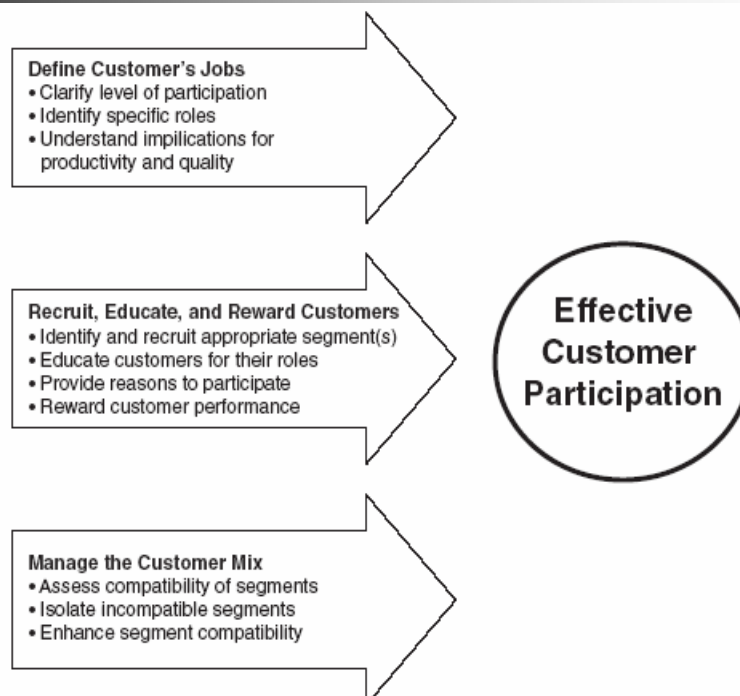 Define Customer's Jobs
• Clarify level of participation
• Identify specific roles
• Understand impilications for
productivity and quality
Recruit, Educate, and Reward Customers
• Identify and recruit appropriate segment(s)
• Educate customers for their roles
• Provide reasons to participate
• Reward customer performance
Effective
Customer
Participation
Manage the Customer Mix
• Assess compatibility of segments
• Isolate incompatible segments
• Enhance segment compatibility